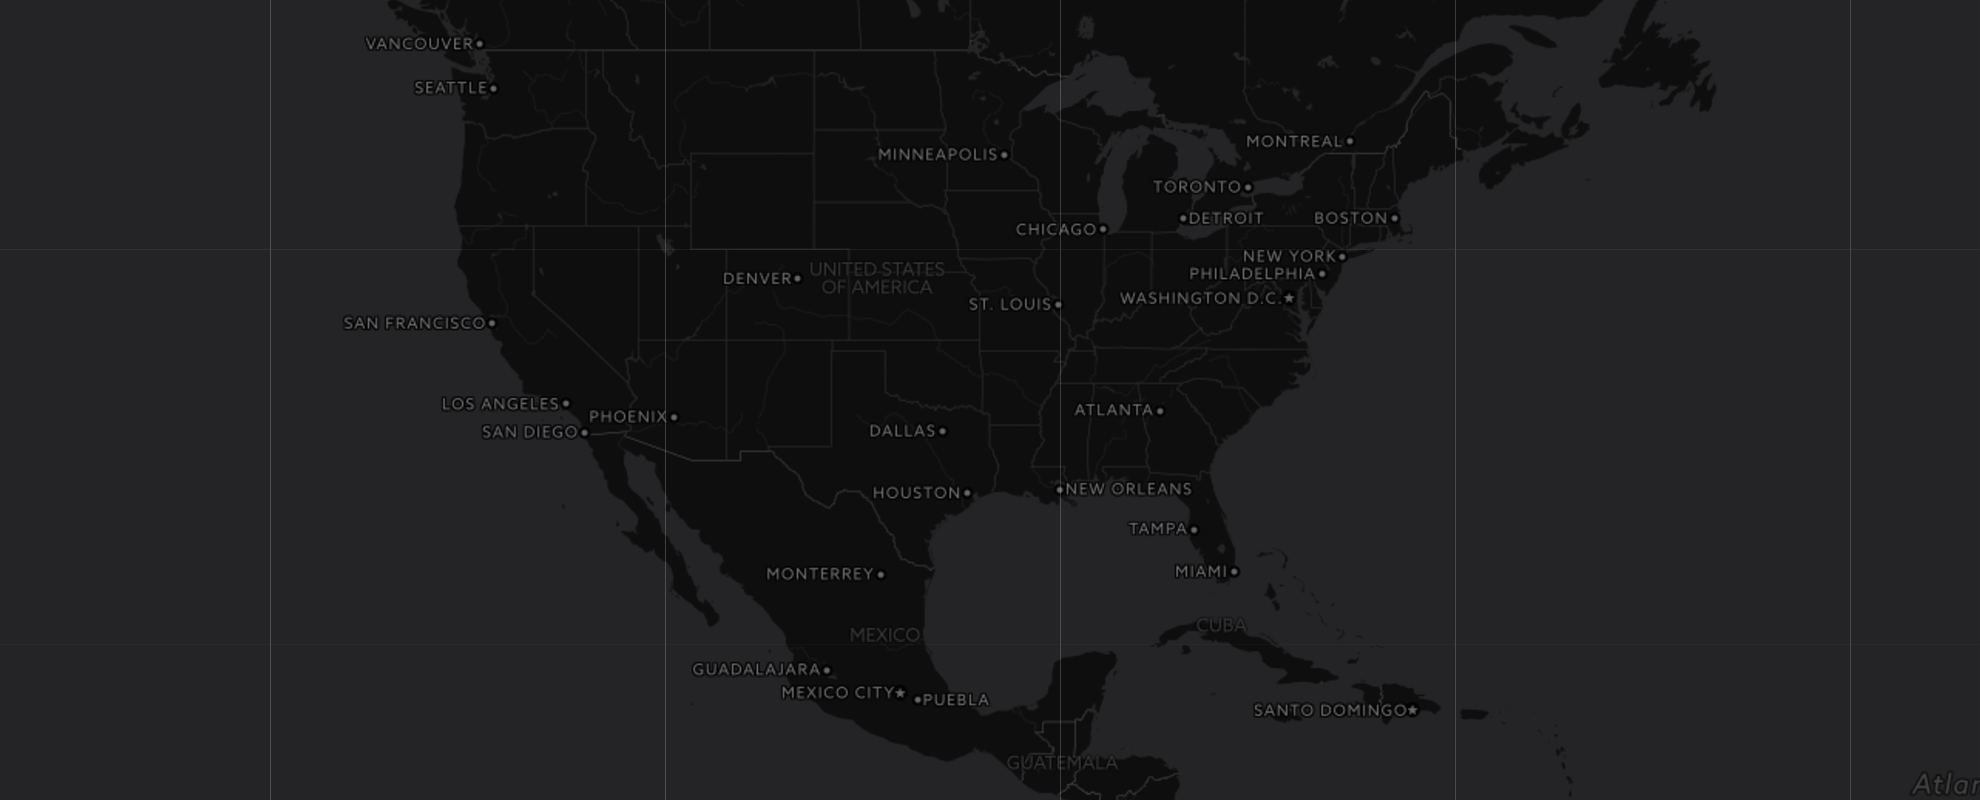 VANCOUVER
SEATTLE
MONTREAL
MINNEAPOLIS
TORONTO
DETROIT
BOSTON
CHICAGO
NEW YORK
UNITED STATES
OF AMERICA
PHILADELPHIA
DENVER
WASHINGTON D.C.
ST. LOUIS
SAN FRANCISCO
LOS ANGELES
PHOENIX
ATLANTA
SAN DIEGO
DALLAS
HOUSTON
NEW ORLEANS
TAMPA
MIAMI
MONTERREY
CUBA
MEXICO
GUADALAJARA
MEXICO CITY
PUEBLA
SANTO DOMINGO
GUATEMALA
Atlan